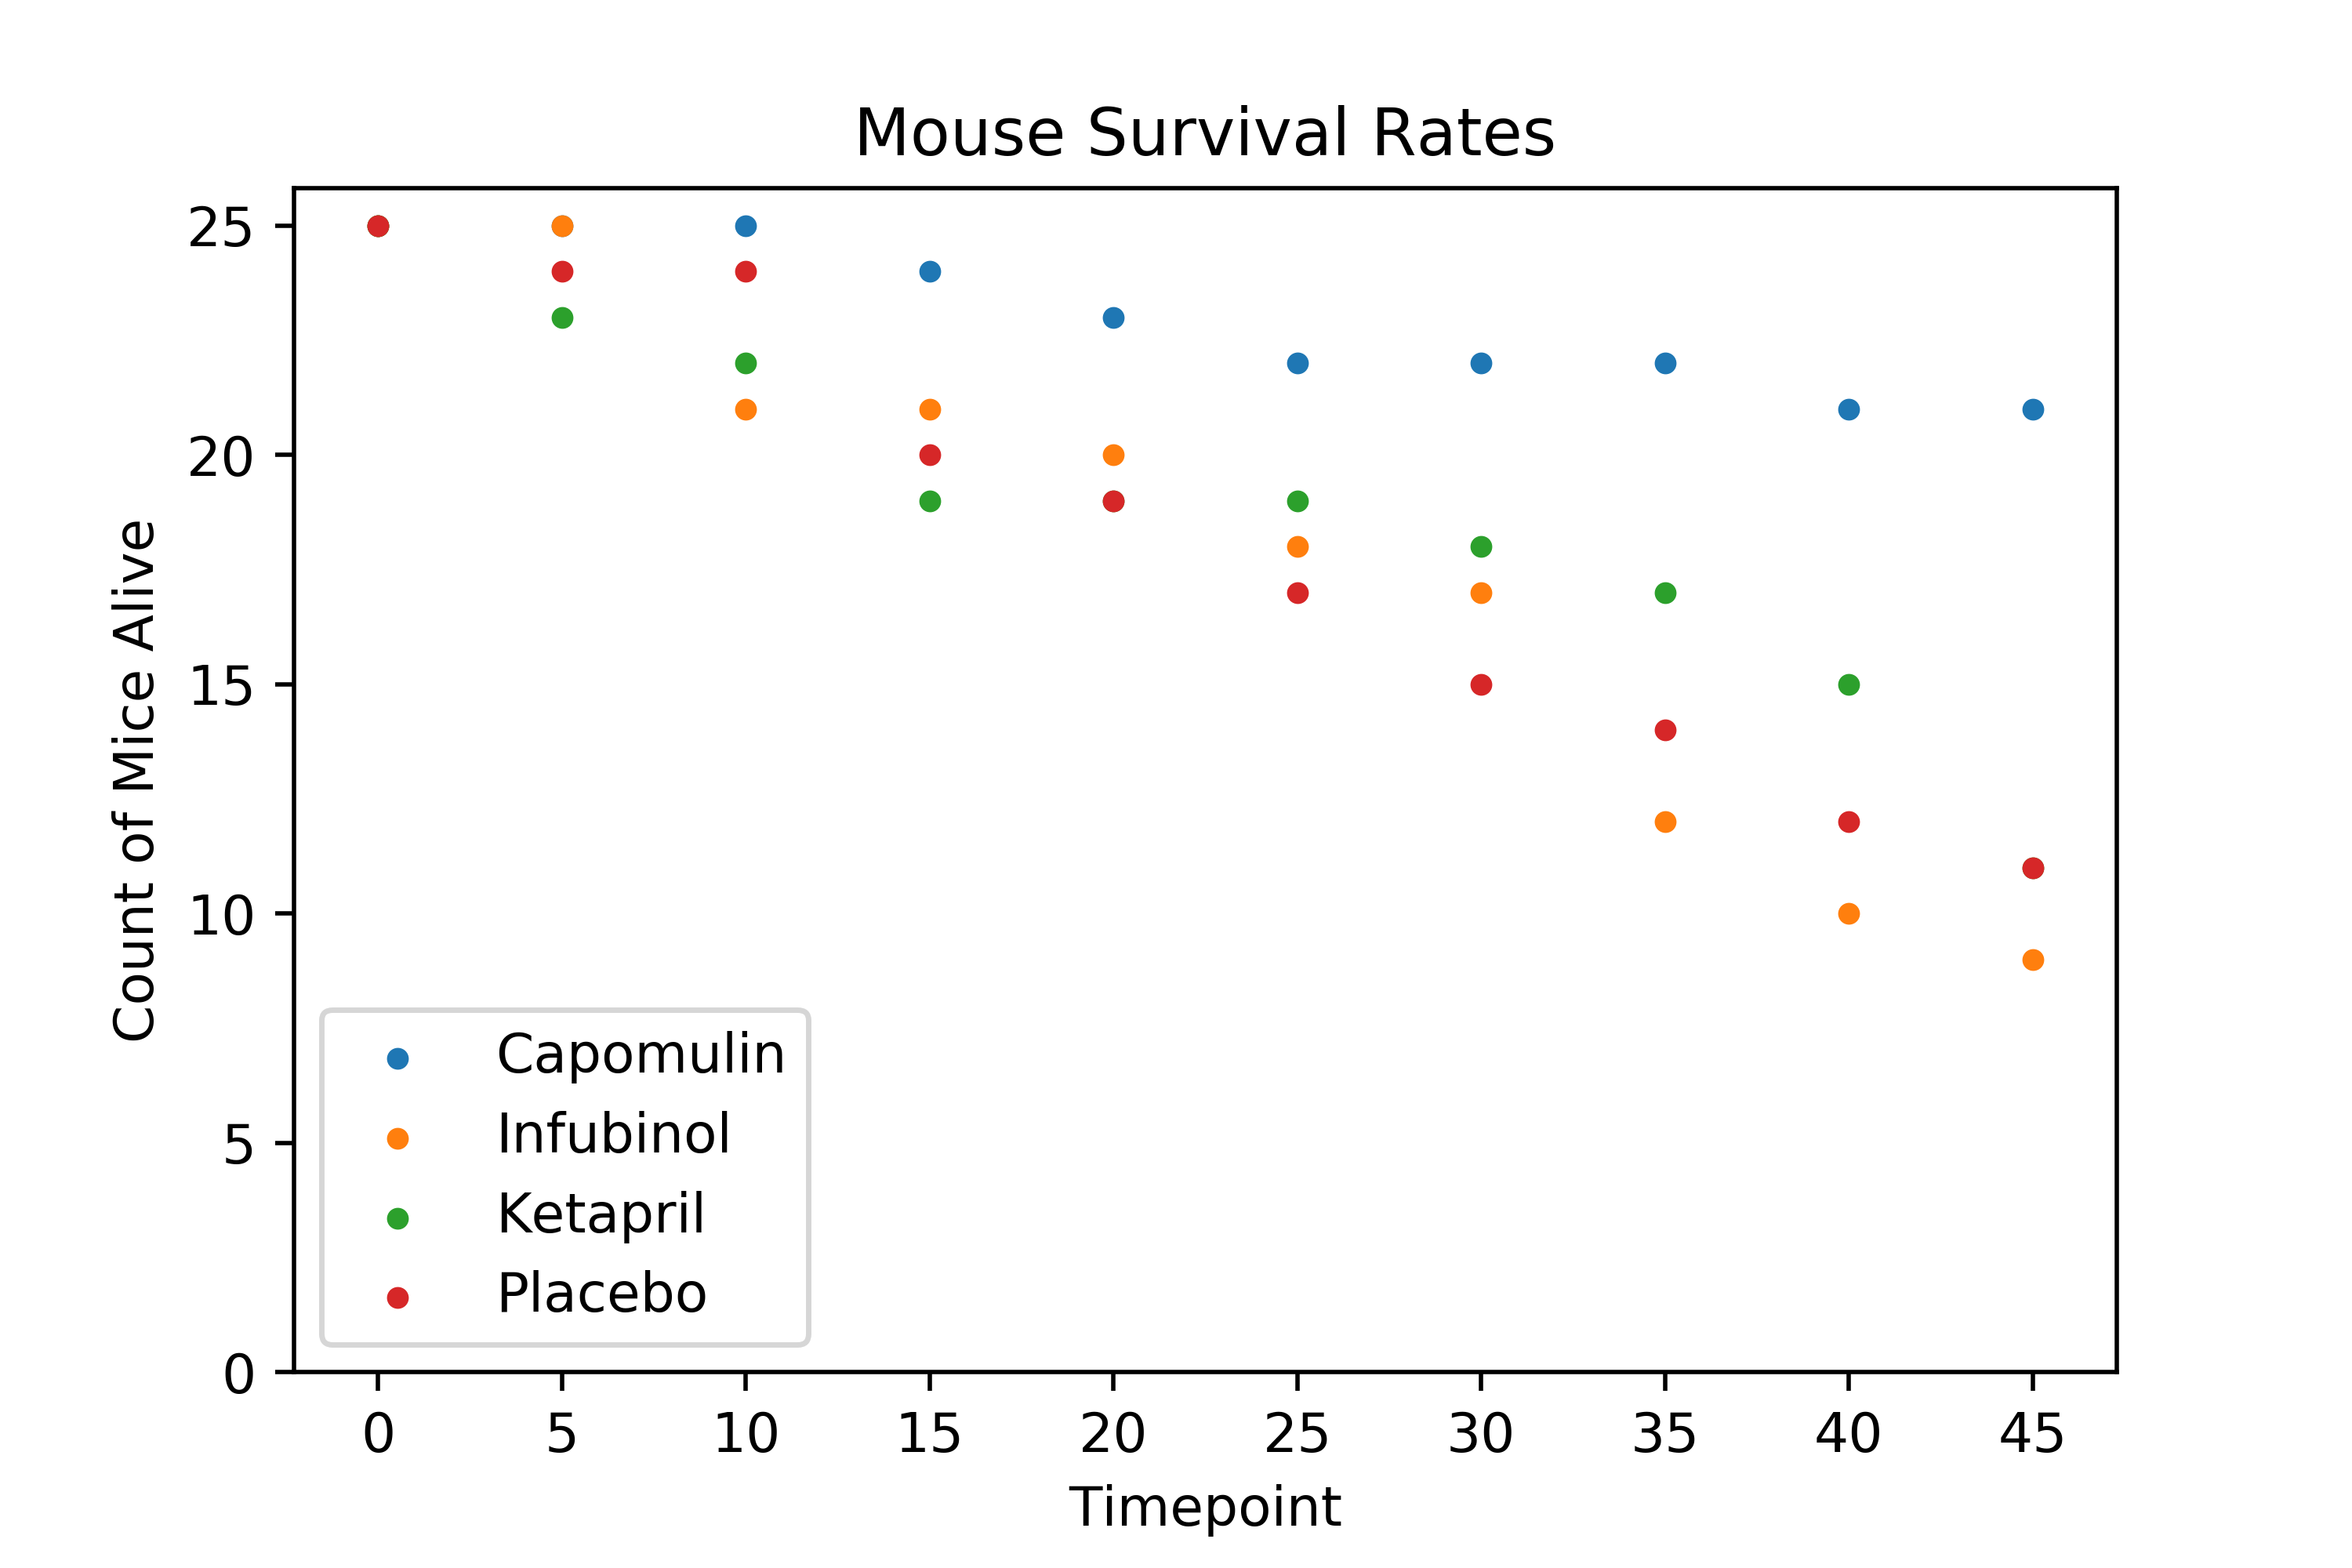 Mouse Survival Rates
25
20
15
10
5
0
Count of Mice Alive
Capomulin
Infubinol
Ketapril
Placebo
0 5 10 15 20 25 30 35 40 45
Timepoint